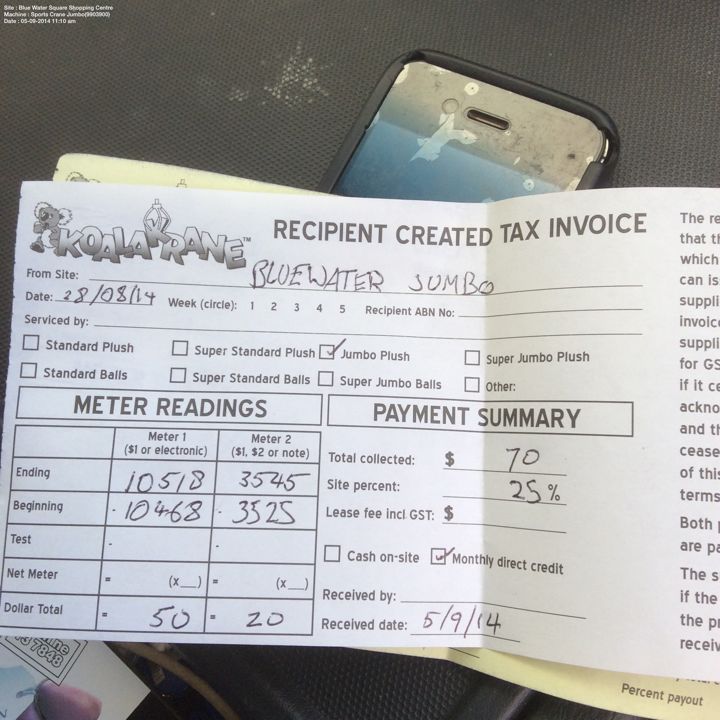 Site : Blue Water Square Shopping Centre
Machine : Sports Crane Jumbo(9903900)
Date : 05-09-2014 11:10 am
KOALAKRANE™ RECIPIENT CREATED TAX INVOICE
From Site: BLUEWATER JUMBO
Date: 28/08/14 Week (circle): 1 2 3 4 5 Recipient ABN No:
Serviced by:
Standard Plush Super Standard Plush Jumbo Plush Super Jumbo Plush
Standard Balls Super Standard Balls Super Jumbo Balls Other:
METER READINGS
Meter 1 Meter 2
($1 or electronic) ($1, $2 or note)
Ending 10518 3545
Beginning - 10468 - 3525
Test - -
Net Meter = (x__) = (x__)
Dollar Total = 50 = 20
PAYMENT SUMMARY
Total collected: $ 70
Site percent: 25 %
Lease fee incl GST: $
Cash on-site Monthly direct credit
Received by:
Received date: 5/9/14
The re
that th
which
can is
suppli
invoic
suppli
for GS
if it ce
ackno
and th
cease
of this
terms
Both p
are pa
The s
if the
the pr
receiv
Percent payout
7848